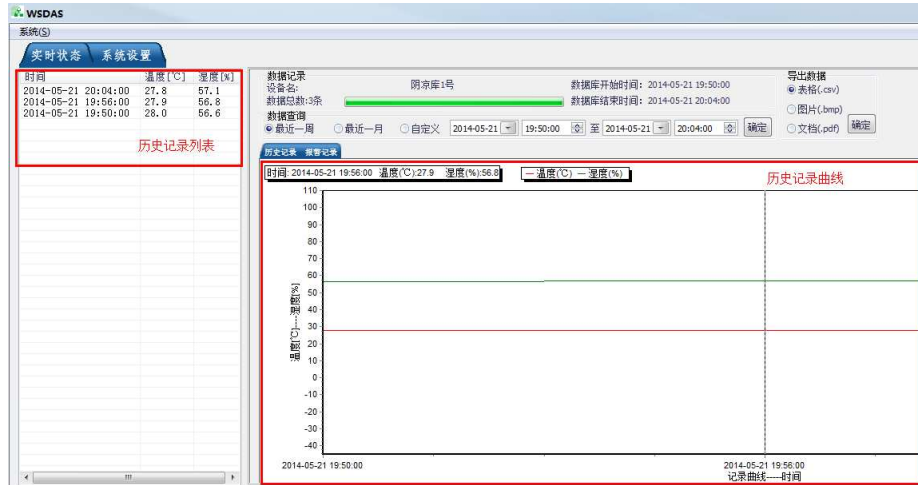 WSDAS
系统(S)
实时状态 系统设置
时间 温度[℃] 湿度[%]
2014-05-21 20:04:00 27.8 57.1
2014-05-21 19:56:00 27.9 56.8
2014-05-21 19:50:00 28.0 56.6
历史记录列表
数据记录
设备名: 阴凉库1号 数据库开始时间: 2014-05-21 19:50:00
数据总数:3条 数据库结束时间: 2014-05-21 20:04:00
数据查询
最近一周 最近一月 自定义 2014-05-21 19:50:00 至 2014-05-21 20:04:00 确定
导出数据
表格(.csv)
图片(.bmp)
文档(.pdf) 确定
历史记录 报警记录
时间: 2014-05-21 19:56:00 温度(℃):27.9 湿度(%):56.8
温度(℃) 湿度(%)
历史记录曲线
110
100
90
80
70
60
50
40
30
20
10
0
-10
-20
-30
-40
温度[℃]----湿度[%]
2014-05-21 19:50:00 2014-05-21 19:56:00
记录曲线-----时间